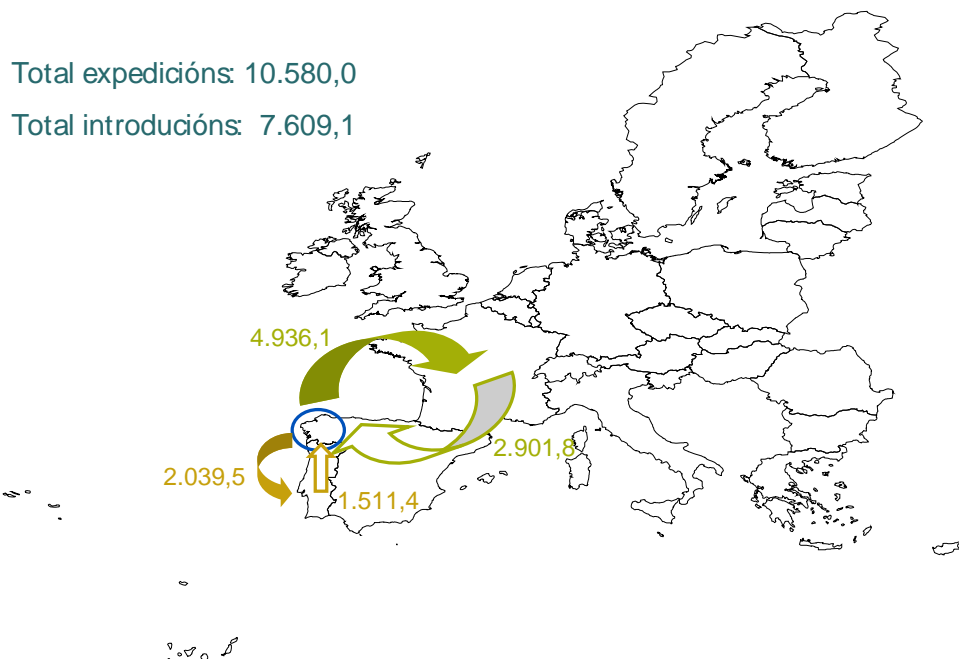 Total expedicións: 10.580,0
Total introducións: 7.609,1
4.936,1
2.901,8
2.039,5
1.511,4